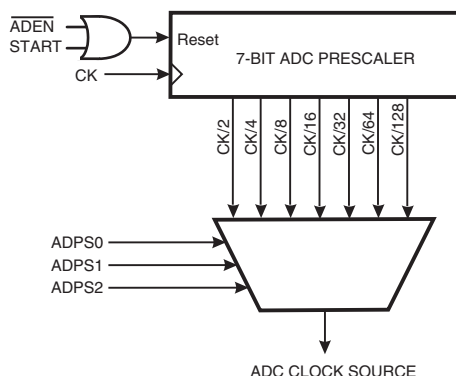 ADEN
START
Reset
7-BIT ADC PRESCALER
CK
CK/2
CK/4
CK/8
CK/16
CK/32
CK/64
CK/128
ADPS0
ADPS1
ADPS2
ADC CLOCK SOURCE